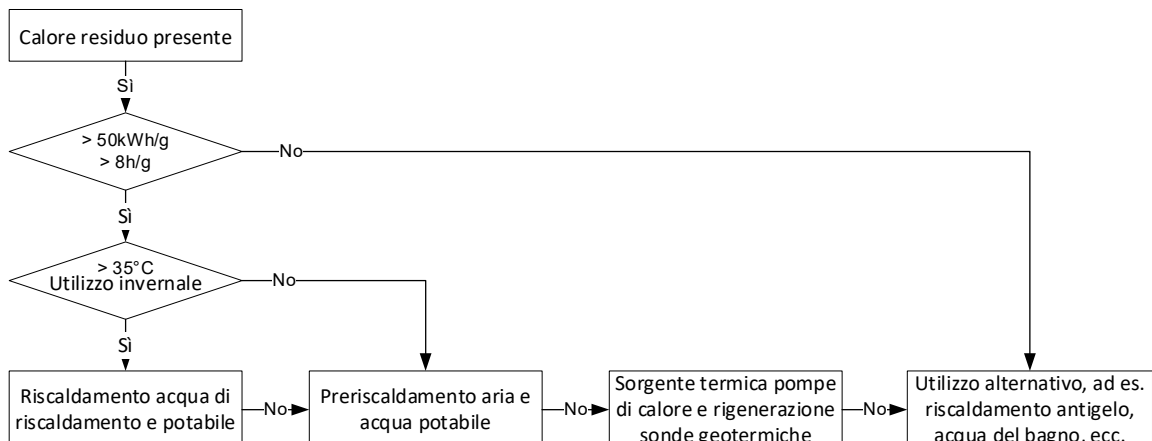 Calore residuo presente
Sì
> 50kWh/g
> 8h/g
No
Sì
> 35°C
Utilizzo invernale
No
Sì
Riscaldamento acqua di
riscaldamento e potabile
No
Preriscaldamento aria e
acqua potabile
No
Sorgente termica pompe
di calore e rigenerazione
sonde geotermiche
No
Utilizzo alternativo, ad es.
riscaldamento antigelo,
acqua del bagno, ecc.